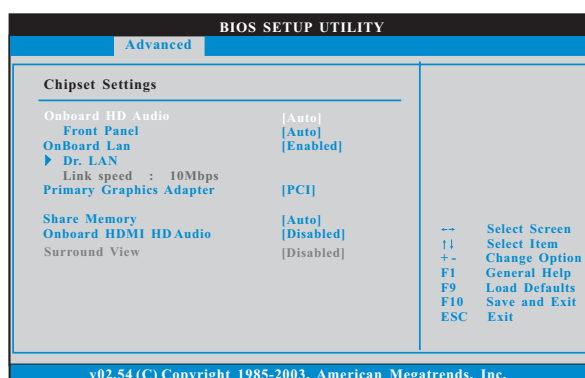 BIOS SETUP UTILITY
Advanced
Chipset Settings
Onboard HD Audio [Auto]
Front Panel [Auto]
OnBoard Lan [Enabled]
Dr. LAN
Link speed : 10Mbps
Primary Graphics Adapter [PCI]
Share Memory [Auto]
Onboard HDMI HD Audio [Disabled]
Surround View [Disabled]
↔ Select Screen
↑↓ Select Item
+ - Change Option
F1 General Help
F9 Load Defaults
F10 Save and Exit
ESC Exit
v02.54 (C) Copyright 1985-2003, American Megatrends, Inc.